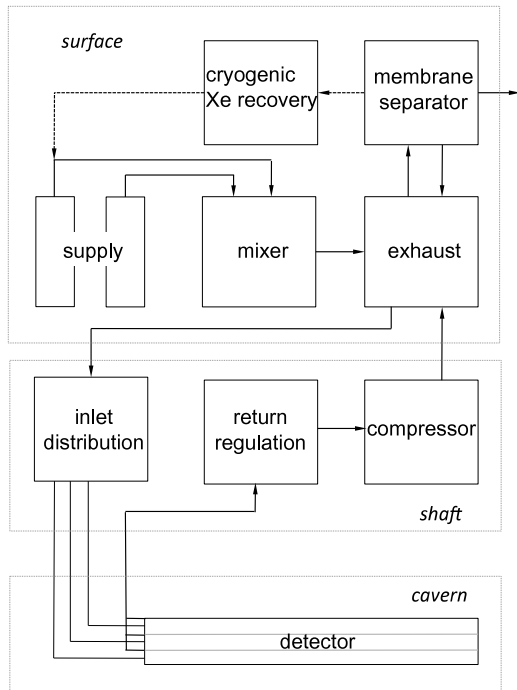 surface
cryogenic
Xe recovery
membrane
separator
supply
mixer
exhaust
inlet
distribution
return
regulation
compressor
shaft
cavern
detector